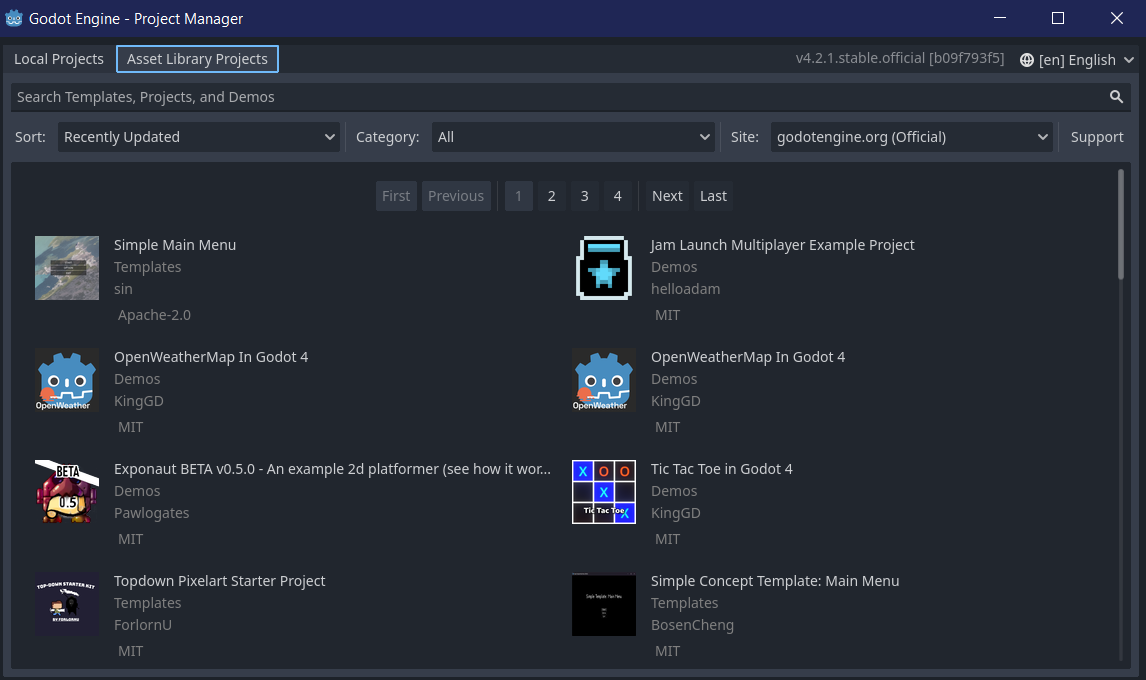 Godot Engine - Project Manager
Local Projects Asset Library Projects v4.2.1.stable.official [b09f793f5] [en] English
Search Templates, Projects, and Demos
Sort: Recently Updated Category: All Site: godotengine.org (Official) Support
First Previous 1 2 3 4 Next Last
Simple Main Menu
Templates
sin
Apache-2.0
Jam Launch Multiplayer Example Project
Demos
helloadam
MIT
OpenWeather
OpenWeatherMap In Godot 4
Demos
KingGD
MIT
OpenWeather
OpenWeatherMap In Godot 4
Demos
KingGD
MIT
BETA
0.5
Exponaut BETA v0.5.0 - An example 2d platformer (see how it wor...
Demos
Pawlogates
MIT
X O O
X
Tic Tac Toe X
Tic Tac Toe in Godot 4
Demos
KingGD
MIT
TOP-DOWN STARTER KIT
BY.FORLORNU
Topdown Pixelart Starter Project
Templates
ForlornU
MIT
Simple Template: Main Menu
Simple Concept Template: Main Menu
Templates
BosenCheng
MIT